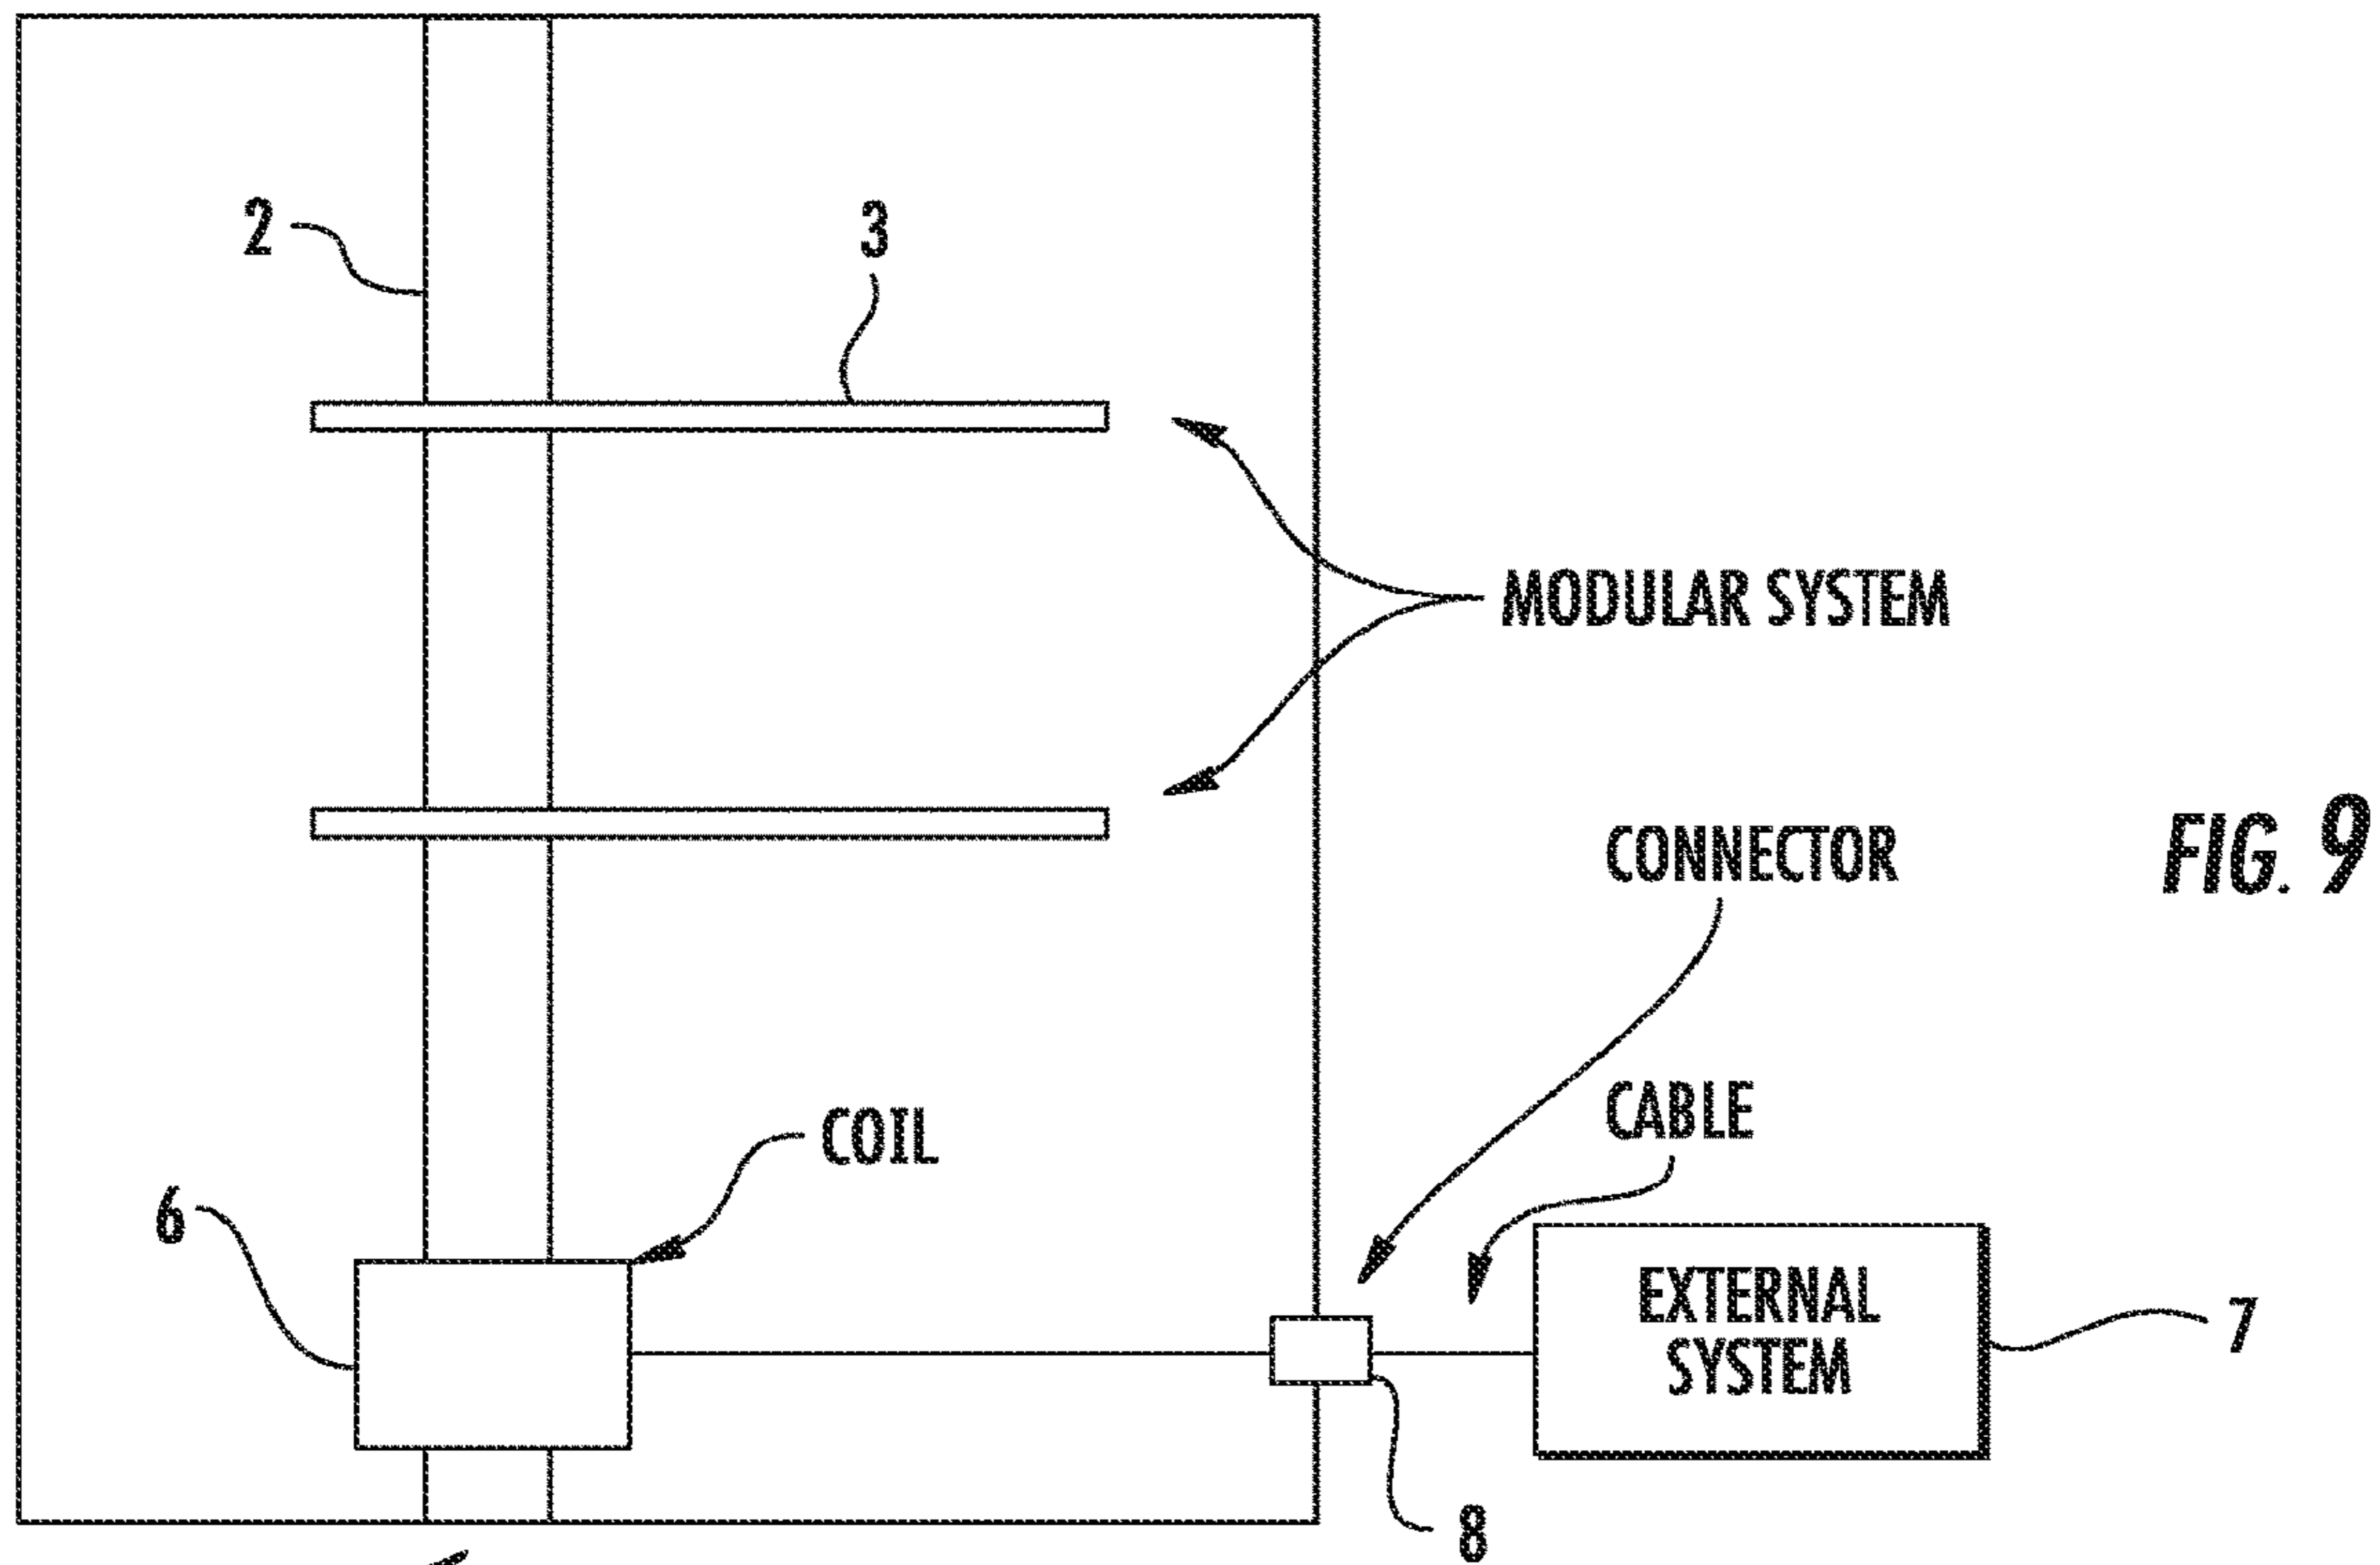 2
3
MODULAR SYSTEM
CONNECTOR
FIG. 9
CABLE
COIL
6
EXTERNAL
SYSTEM
7
8